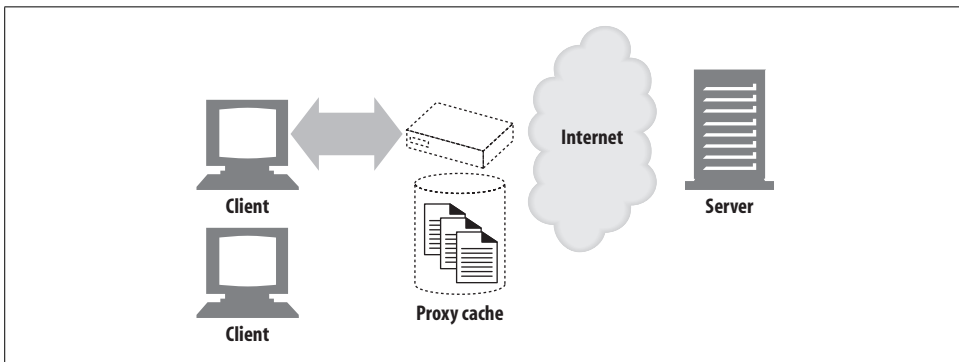 Internet
Client
Server
Proxy cache
Client